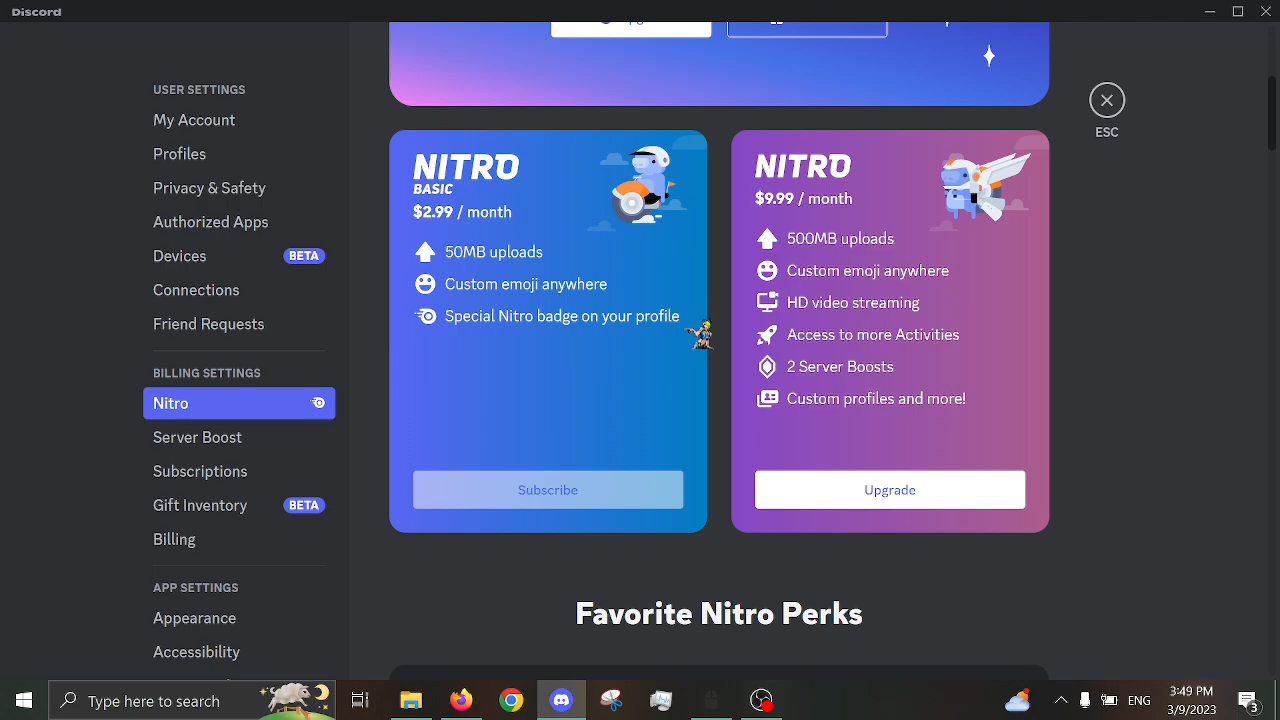 Discord
USER SETTINGS
My Account
Profiles
Privacy & Safety
Authorized Apps
Devices BETA
Connections
Friend Requests
BILLING SETTINGS
Nitro
Server Boost
Subscriptions
Gift Inventory BETA
Billing
APP SETTINGS
Appearance
Accessibility
ESC
NITRO
BASIC
$2.99 / month
50MB uploads
Custom emoji anywhere
Special Nitro badge on your profile
Subscribe
NITRO
$9.99 / month
500MB uploads
Custom emoji anywhere
HD video streaming
Access to more Activities
2 Server Boosts
Custom profiles and more!
Upgrade
Favorite Nitro Perks
Type here to search
ENG
3:49 PM
3/9/2023
3